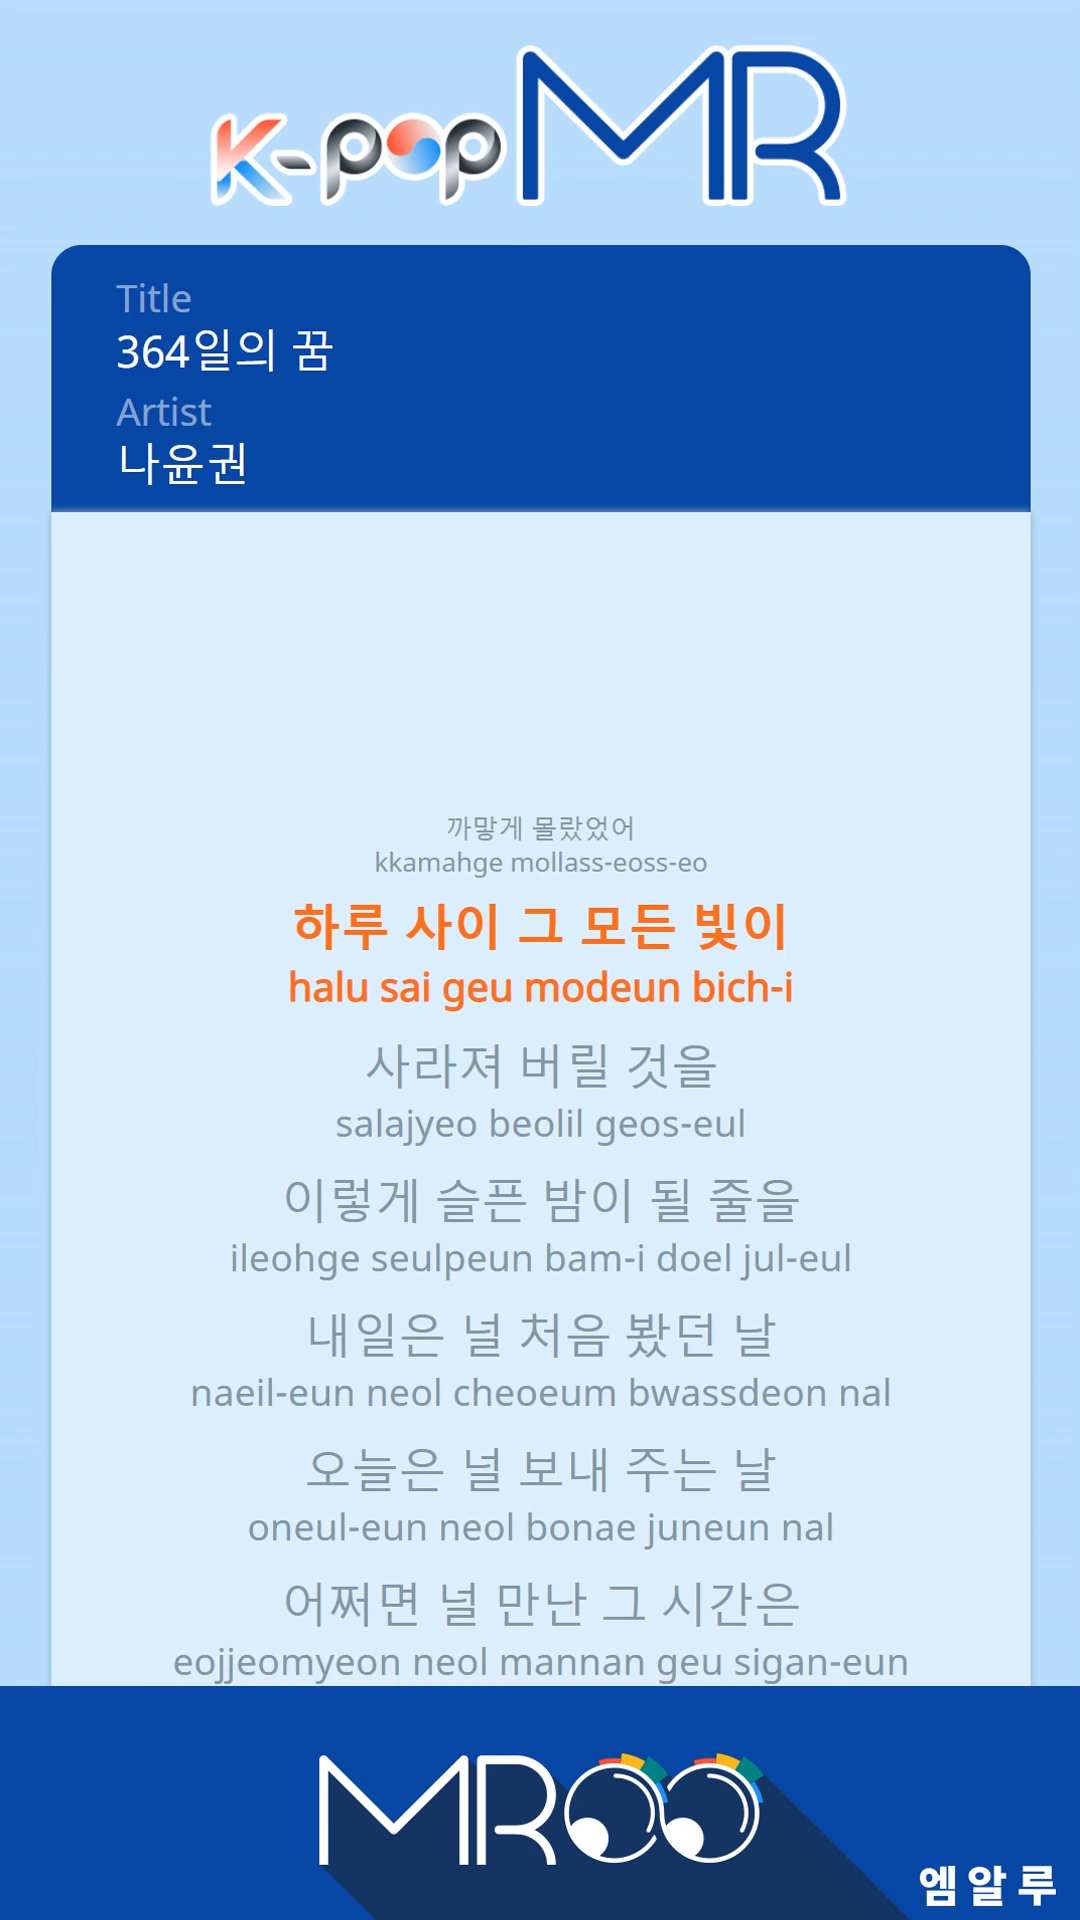 K-pop MR
Title
364일의 꿈
Artist
나윤권
까맣게 몰랐었어
kkamahge mollass-eoss-eo
하루 사이 그 모든 빛이
halu sai geu modeun bich-i
사라져 버릴 것을
salajyeo beolil geos-eul
이렇게 슬픈 밤이 될 줄을
ileohge seulpeun bam-i doel jul-eul
내일은 널 처음 봤던 날
naeil-eun neol cheoeum bwassdeon nal
오늘은 널 보내 주는 날
oneul-eun neol bonae juneun nal
어쩌면 널 만난 그 시간은
eojjeomyeon neol mannan geu sigan-eun
MROO
엠알루